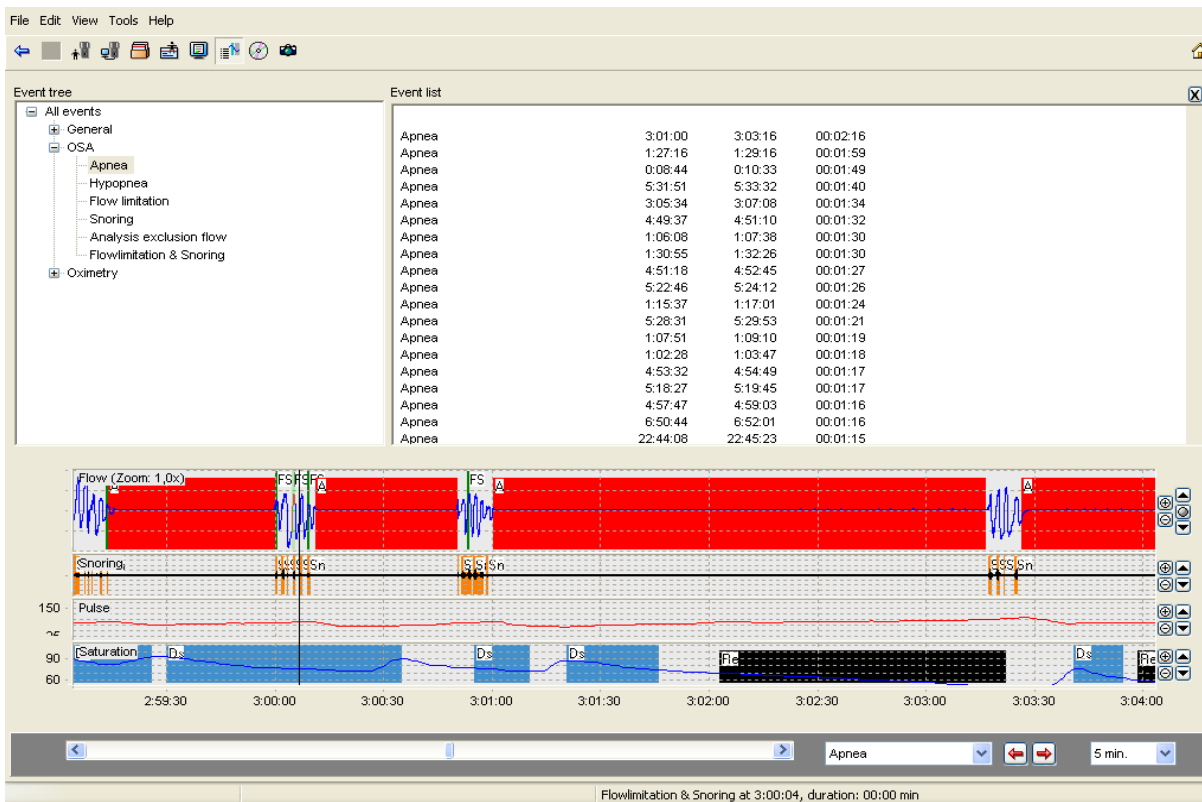 File Edit View Tools Help
Event tree
Event list
All events
General
OSA
Apnea
Hypopnea
Flow limitation
Snoring
Analysis exclusion flow
Flowlimitation & Snoring
Oximetry
Apnea 3:01:00 3:03:16 00:02:16
Apnea 1:27:16 1:29:16 00:01:59
Apnea 0:08:44 0:10:33 00:01:49
Apnea 5:31:51 5:33:32 00:01:40
Apnea 3:05:34 3:07:08 00:01:34
Apnea 4:49:37 4:51:10 00:01:32
Apnea 1:06:08 1:07:38 00:01:30
Apnea 1:30:55 1:32:26 00:01:30
Apnea 4:51:18 4:52:45 00:01:27
Apnea 5:22:46 5:24:12 00:01:26
Apnea 1:15:37 1:17:01 00:01:24
Apnea 5:28:31 5:29:53 00:01:21
Apnea 1:07:51 1:09:10 00:01:19
Apnea 1:02:28 1:03:47 00:01:18
Apnea 4:53:32 4:54:49 00:01:17
Apnea 5:18:27 5:19:45 00:01:17
Apnea 4:57:47 4:59:03 00:01:16
Apnea 6:50:44 6:52:01 00:01:16
Apnea 22:44:08 22:45:23 00:01:15
Flow (Zoom: 1,0x) FS FS FS FS
A A A A
Snoring Sn Sn Sn
150 Pulse
Saturation Ds Ds Ds Re Ds Re
90
60
2:59:30 3:00:00 3:00:30 3:01:00 3:01:30 3:02:00 3:02:30 3:03:00 3:03:30 3:04:00
Apnea 5 min.
Flowlimitation & Snoring at 3:00:04, duration: 00:00 min